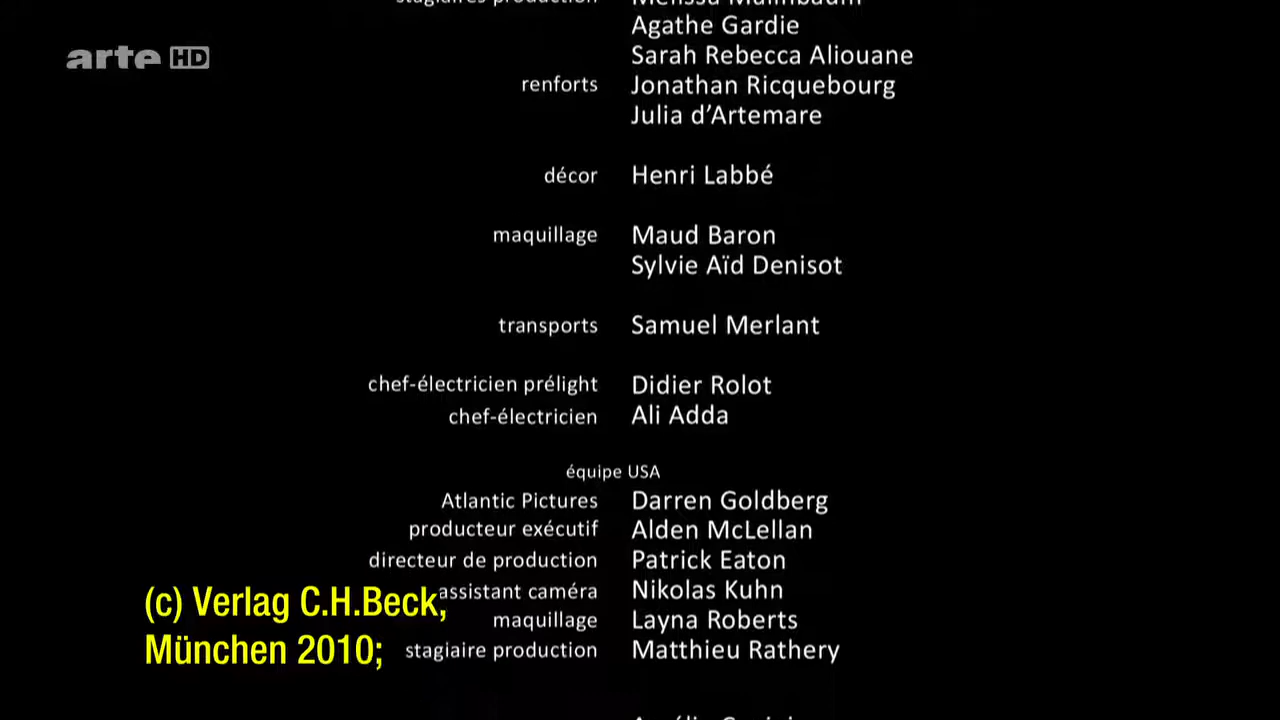 arte HD
stagiaires production
Agathe Gardie
Sarah Rebecca Aliouane
renforts Jonathan Ricquebourg
Julia d'Artemare
décor Henri Labbé
maquillage Maud Baron
Sylvie Aïd Denisot
transports Samuel Merlant
chef-électricien prélight Didier Rolot
chef-électricien Ali Adda
équipe USA
Atlantic Pictures Darren Goldberg
producteur exécutif Alden McLellan
directeur de production Patrick Eaton
assistant caméra Nikolas Kuhn
maquillage Layna Roberts
stagiaire production Matthieu Rathery
(c) Verlag C.H.Beck,
München 2010;